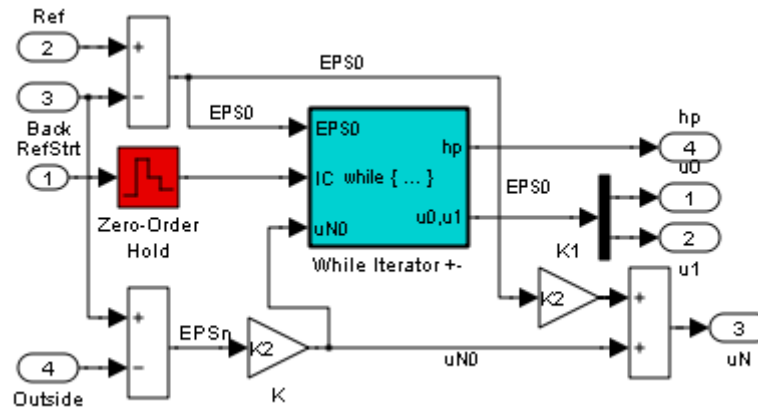 Ref
2
+
EPS0
3
−
EPS0
EPS0
hp
Back
RefStrt
hp
4
u0
1
IC
while { ... }
EPS0
1
uN0
u0,u1
Zero-Order
Hold
While Iterator +-
K1
2
u1
+
K2
+
EPSn
K2
+
3
4
−
uN0
uN
Outside
K